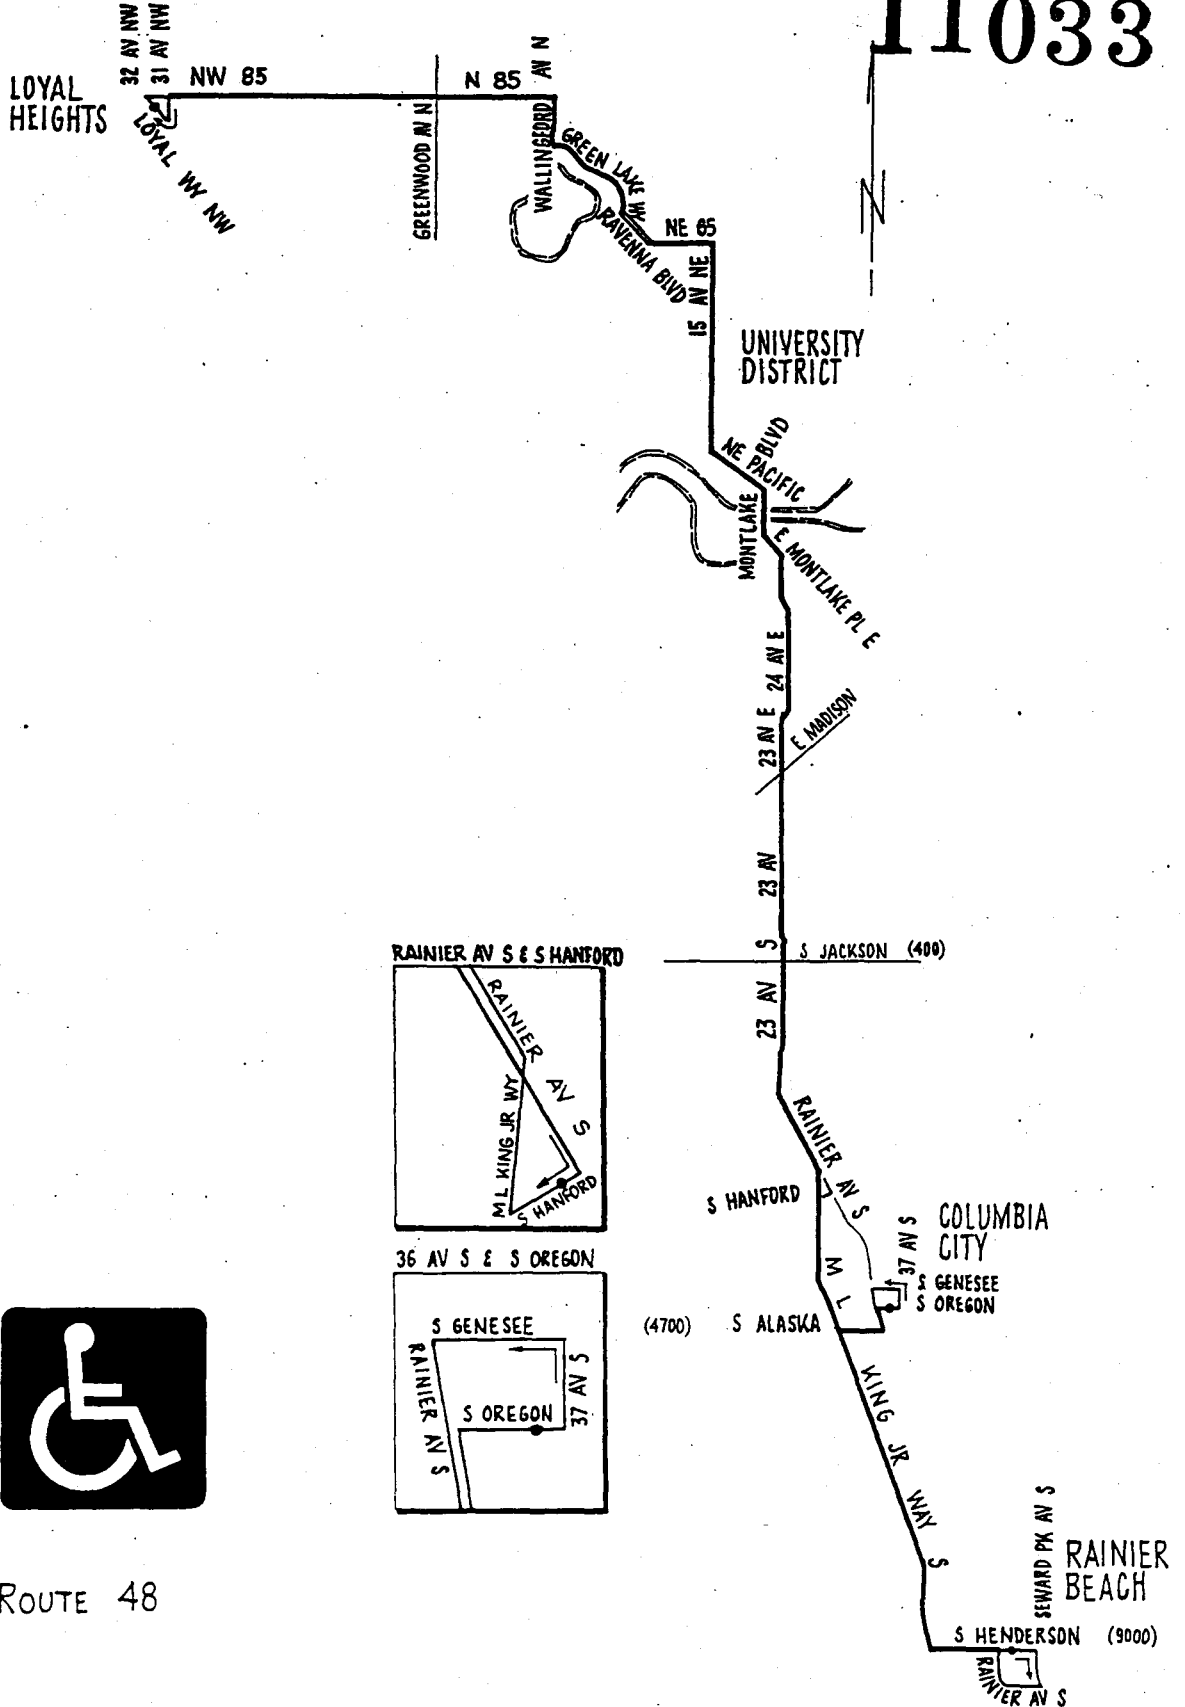 11033
32 AV NW
31 AV NW
NW 85
N 85
WALLINGFORD AV N
LOYAL
HEIGHTS
LOYAL WY NW
GREENWOOD AV N
GREEN LAKE WY
RAVENNA BLVD
NE 65
15 AV NE
N
UNIVERSITY
DISTRICT
NE PACIFIC
MONTLAKE BLVD
E MONTLAKE PL E
24 AV E
23 AV E
E MADISON
23 AV
S JACKSON (400)
23 AV S
RAINIER AV S & S HANFORD
RAINIER AV S
M L KING JR WY
S HANFORD
RAINIER AV S
S HANFORD
COLUMBIA
CITY
37 AV S
S GENESEE
S OREGON
36 AV S & S OREGON
S GENESEE
RAINIER AV S
S OREGON
37 AV S
(4700) S ALASKA
M L KING JR WAY S
SEWARD PK AV S
RAINIER
BEACH
ROUTE 48
S HENDERSON (9000)
RAINIER AV S